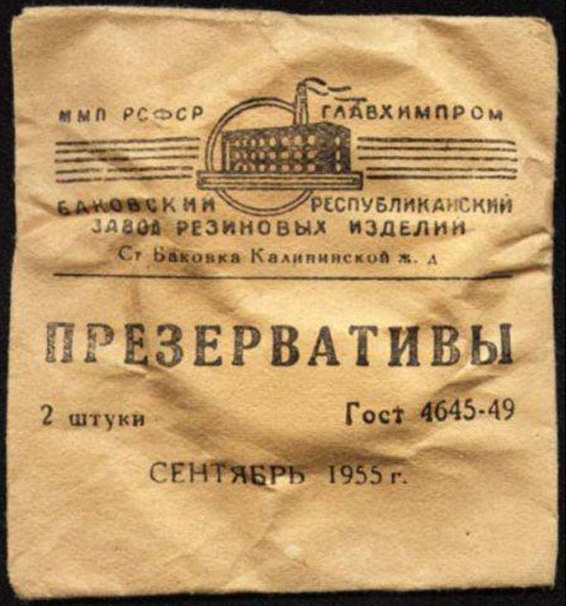 ММП РСФСР ГЛАВХИМПРОМ
БАКОВСКИЙ РЕСПУБЛИКАНСКИЙ
ЗАВОД РЕЗИНОВЫХ ИЗДЕЛИЙ
Ст Баковка Калининской ж. д
ПРЕЗЕРВАТИВЫ
2 штуки Гост 4645-49
СЕНТЯБРЬ 1955 г.